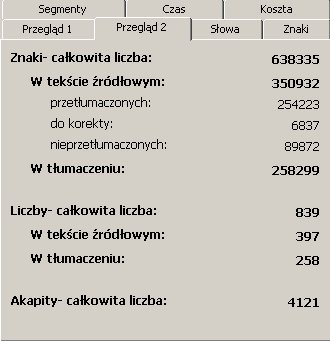 Segmenty Czas Koszta
Przegląd 1 Przegląd 2 Słowa Znaki
Znaki- całkowita liczba: 638335
W tekście źródłowym: 350932
przetłumaczonych: 254223
do korekty: 6837
nieprzetłumaczonych: 89872
W tłumaczeniu: 258299
Liczby- całkowita liczba: 839
W tekście źródłowym: 397
W tłumaczeniu: 258
Akapity- całkowita liczba: 4121